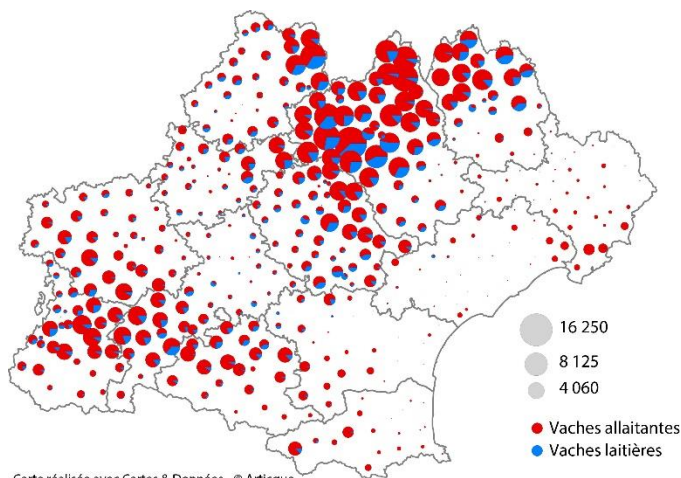 16 250
8 125
4 060
Vaches allaitantes
Vaches laitières
Carte réalisée avec Cartes & Données - © Articque